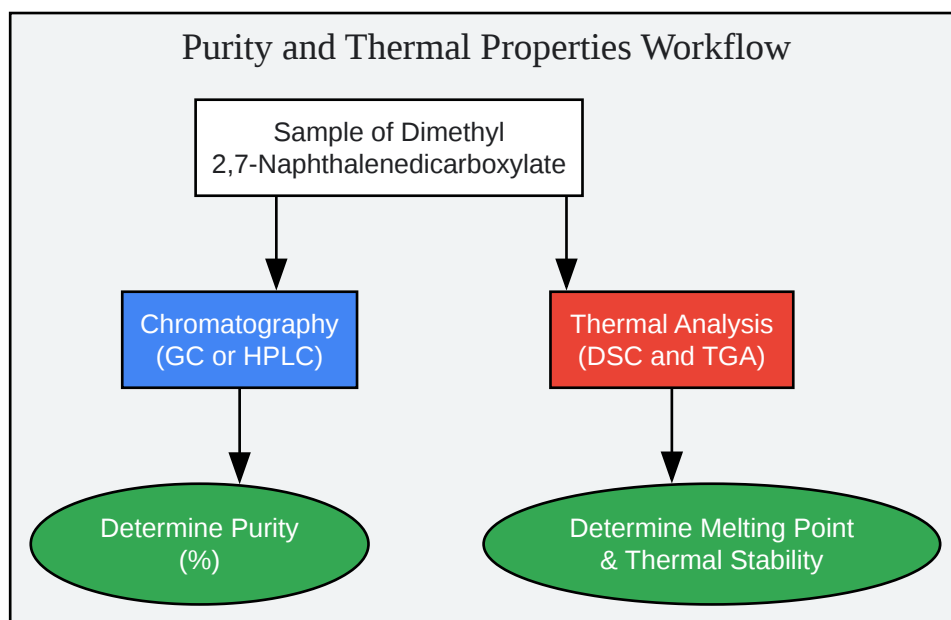 Purity and Thermal Properties Workflow
Sample of Dimethyl
2,7-Naphthalenedicarboxylate
Chromatography
(GC or HPLC)
Thermal Analysis
(DSC and TGA)
Determine Purity
(%)
Determine Melting Point
& Thermal Stability